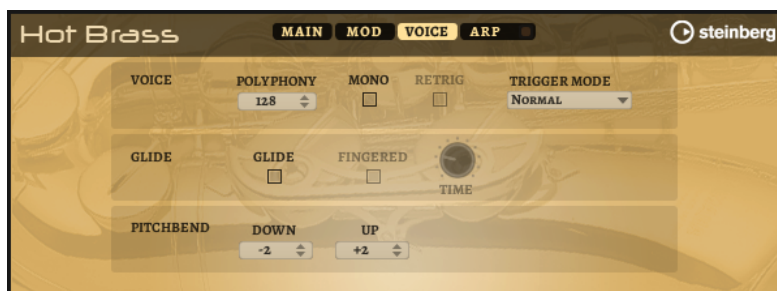 Hot Brass
MAIN MOD VOICE ARP
steinberg
VOICE POLYPHONY MONO RETRIG TRIGGER MODE
128 NORMAL
GLIDE GLIDE FINGERED
TIME
PITCHBEND DOWN UP
-2 +2